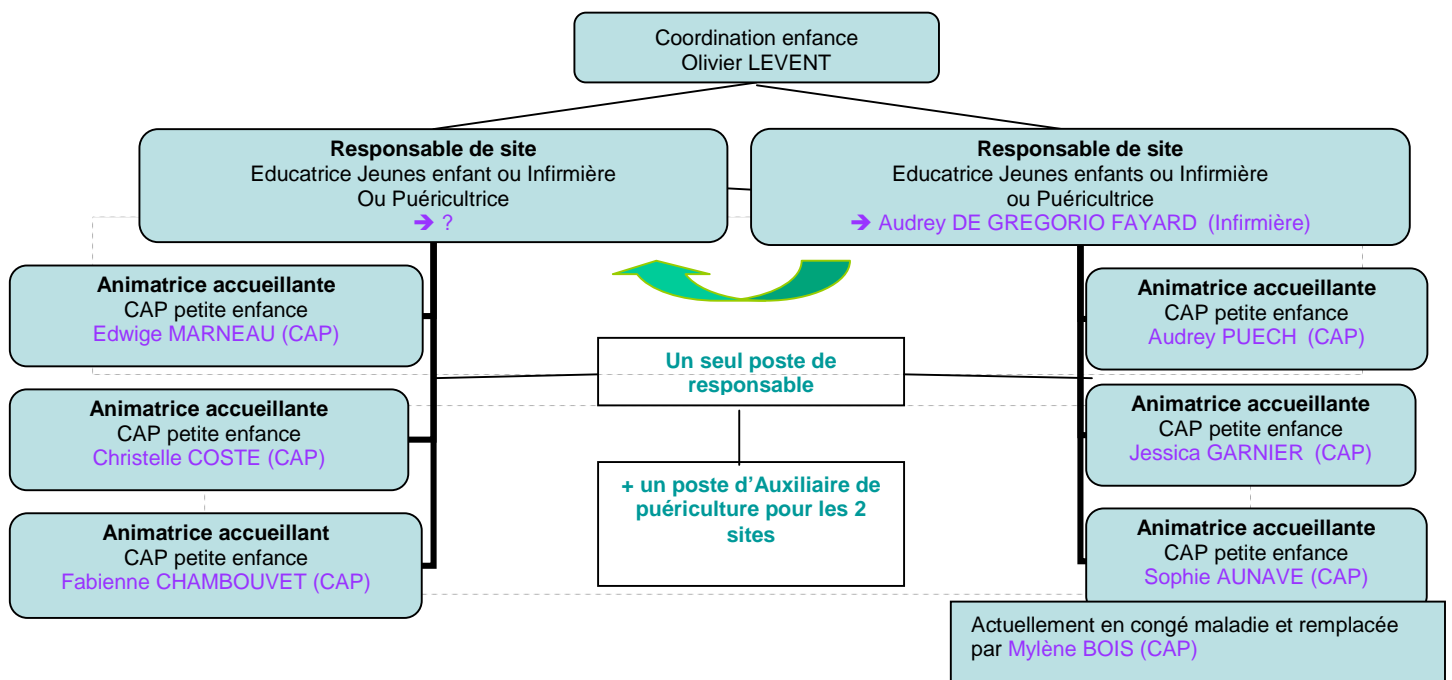 Coordination enfance
Olivier LEVENT
Responsable de site
Educatrice Jeunes enfant ou Infirmière
Ou Puéricultrice
➔ ?
Responsable de site
Educatrice Jeunes enfants ou Infirmière
ou Puéricultrice
➔ Audrey DE GREGORIO FAYARD (Infirmière)
Animatrice accueillante
CAP petite enfance
Edwige MARNEAU (CAP)
Animatrice accueillante
CAP petite enfance
Christelle COSTE (CAP)
Animatrice accueillant
CAP petite enfance
Fabienne CHAMBOUVET (CAP)
Un seul poste de
responsable
+ un poste d’Auxiliaire de
puériculture pour les 2
sites
Animatrice accueillante
CAP petite enfance
Audrey PUECH (CAP)
Animatrice accueillante
CAP petite enfance
Jessica GARNIER (CAP)
Animatrice accueillante
CAP petite enfance
Sophie AUNAVE (CAP)
Actuellement en congé maladie et remplacée
par Mylène BOIS (CAP)